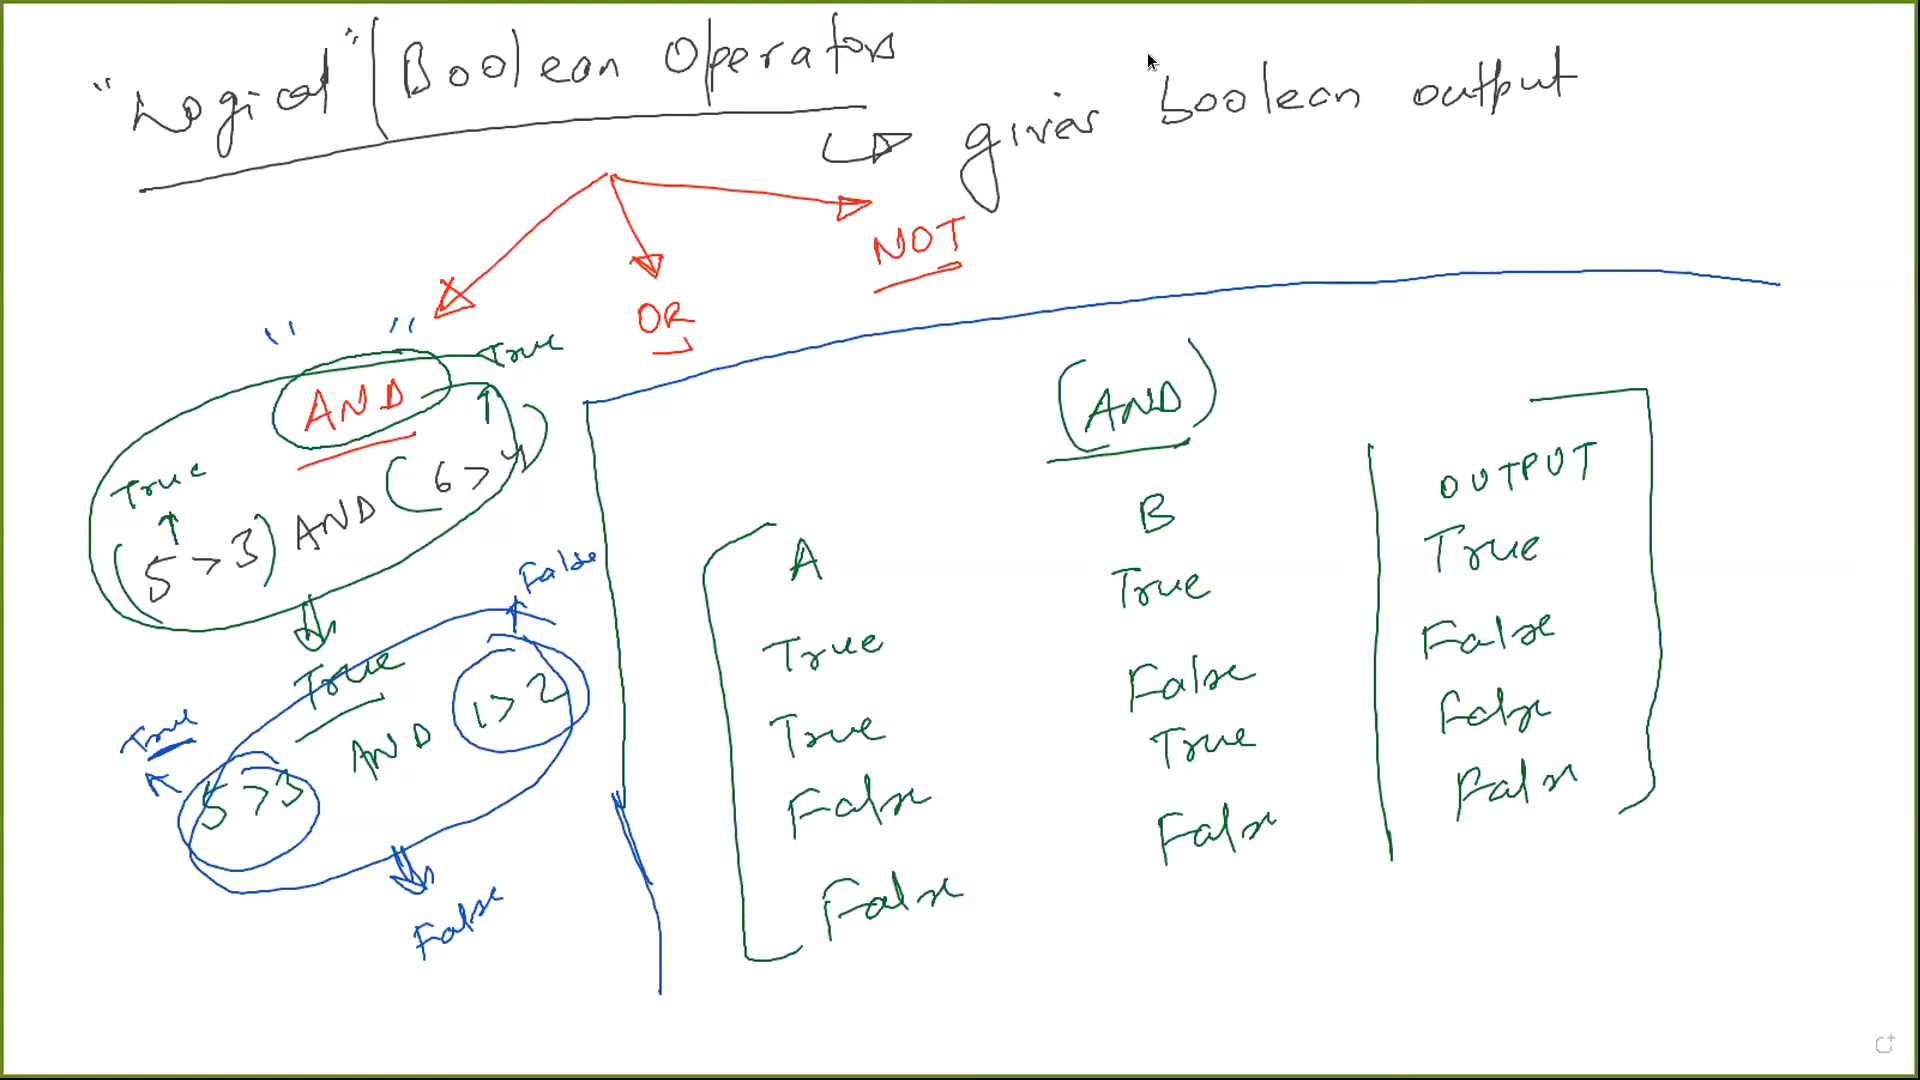 "Logical" | Boolean Operators
↳ gives boolean output
NOT
OR
" "
AND
True
True
(5 > 3) AND (6 > 4)
True
False
True
5 > 3 AND 1 > 2
False
(AND)
A B OUTPUT
True True True
True False False
False True False
False False False